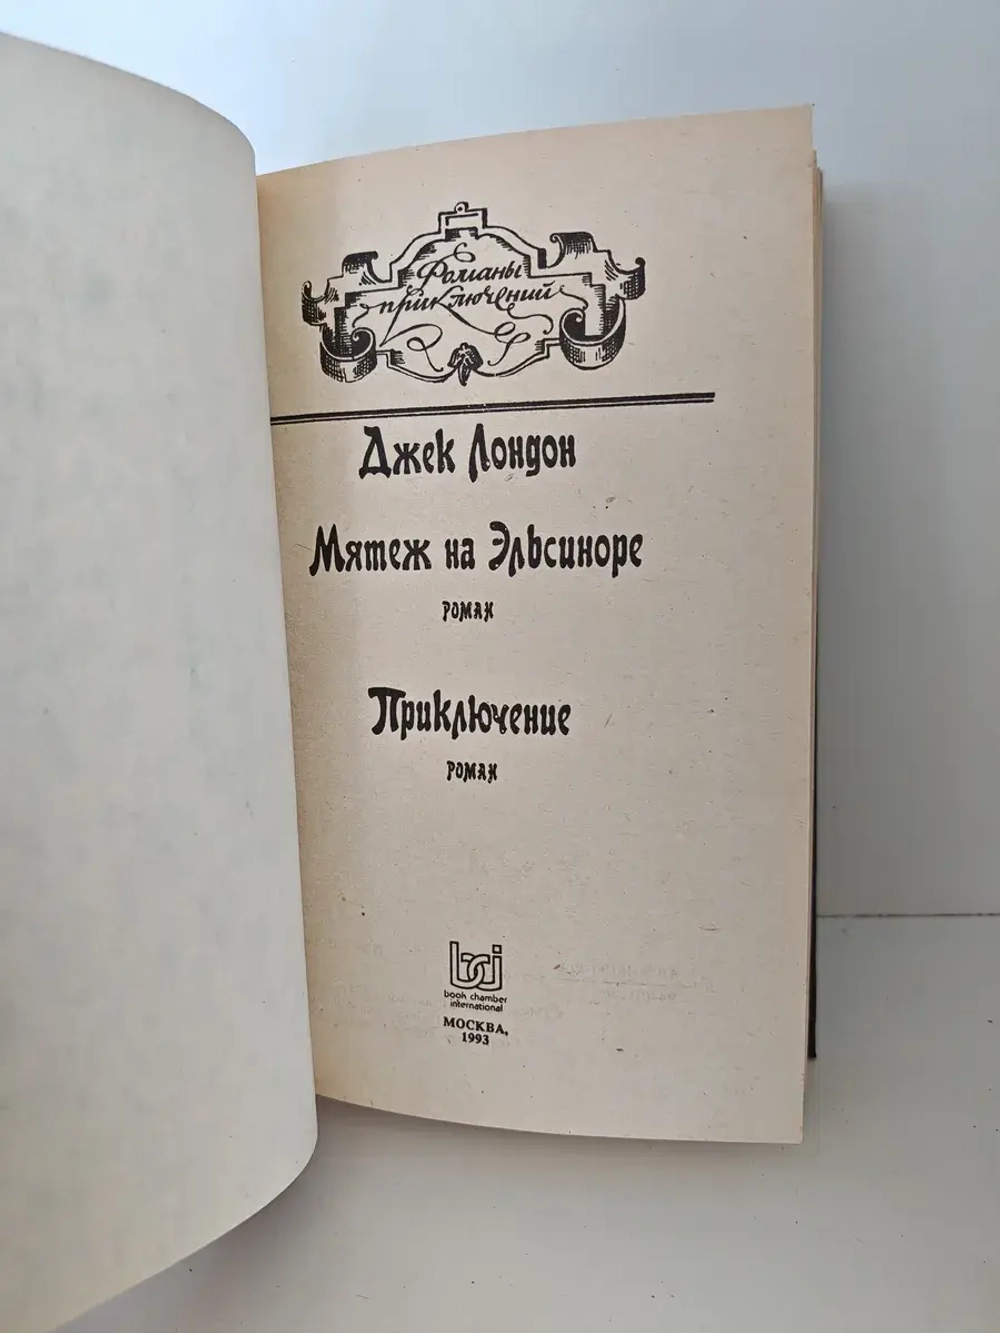 Романы
приключений
Джек Лондон
Мятеж на Эльсиноре
роман
Приключение
роман
bci
book chamber
international
МОСКВА,
1993